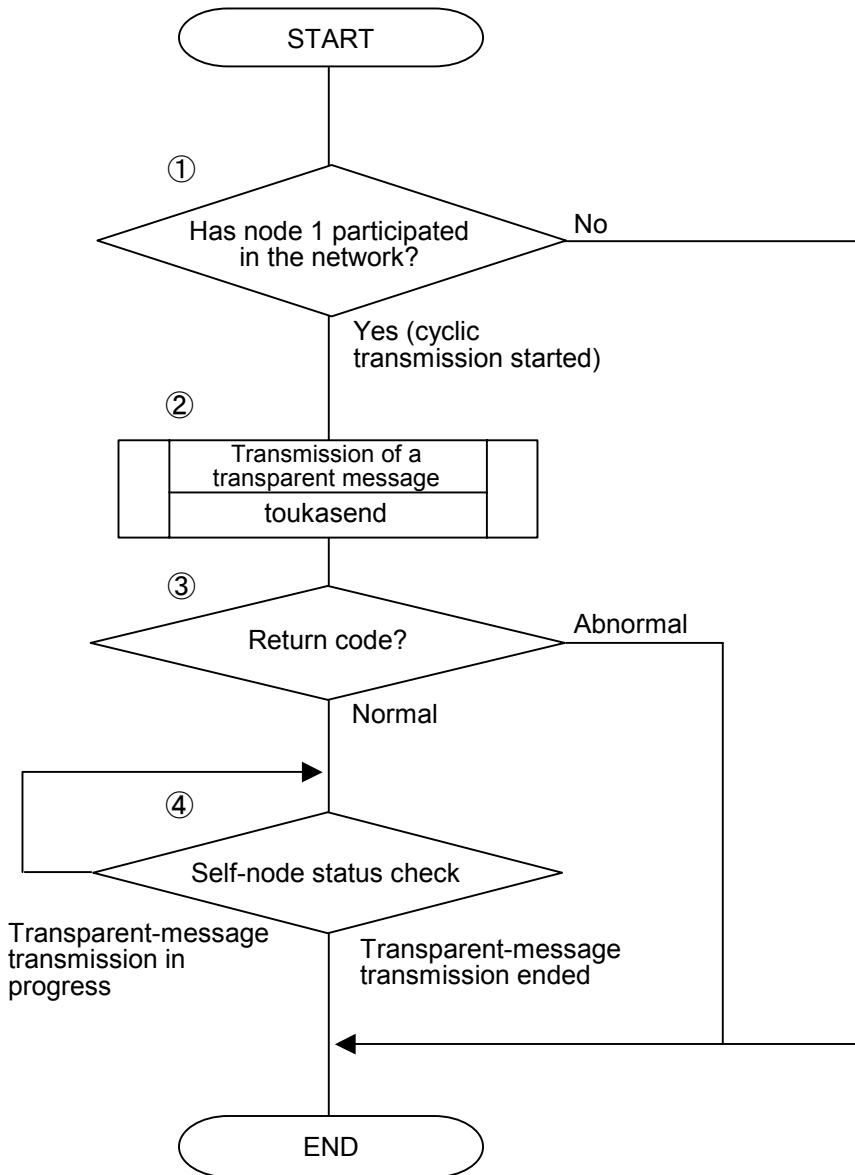 START
①
Has node 1 participated
in the network?
No
Yes (cyclic
transmission started)
②
Transmission of a
transparent message
toukasend
③
Return code?
Abnormal
Normal
④
Self-node status check
Transparent-message
transmission in
progress
Transparent-message
transmission ended
END